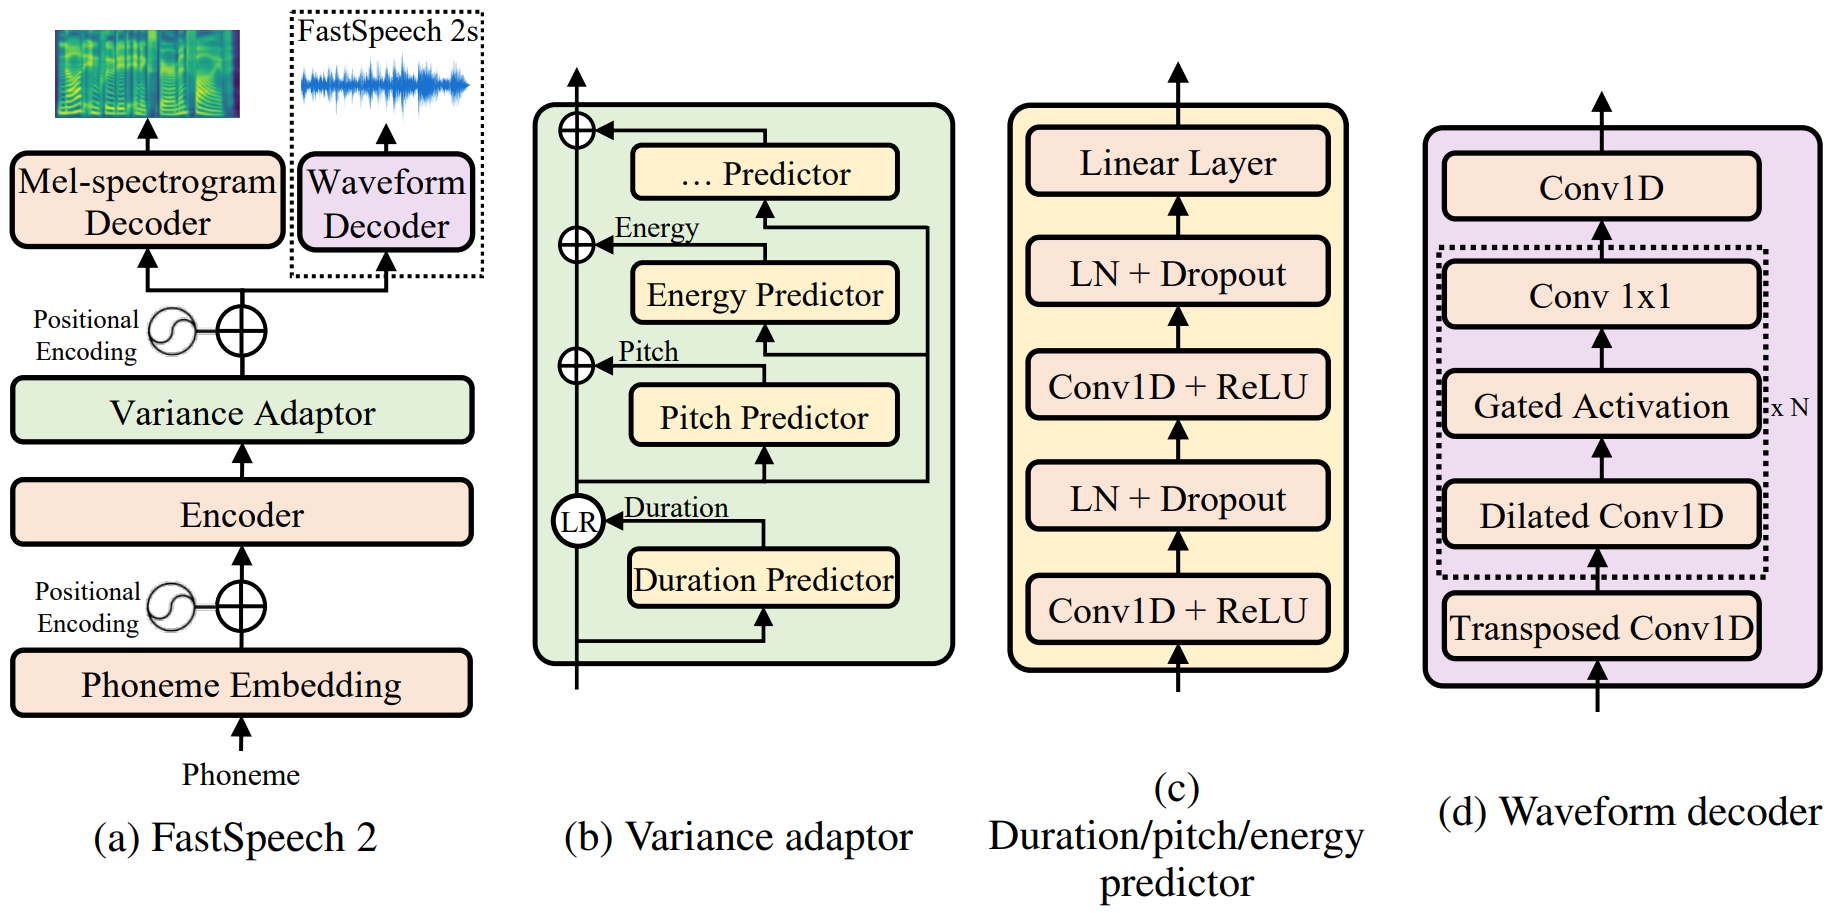 FastSpeech 2s
Mel-spectrogram
Decoder
Waveform
Decoder
Positional
Encoding
Variance Adaptor
Encoder
Positional
Encoding
Phoneme Embedding
Phoneme
(a) FastSpeech 2
... Predictor
Energy
Energy Predictor
Pitch
Pitch Predictor
LR
Duration
Duration Predictor
(b) Variance adaptor
Linear Layer
LN + Dropout
Conv1D + ReLU
LN + Dropout
Conv1D + ReLU
(c)
Duration/pitch/energy
predictor
Conv1D
Conv 1x1
Gated Activation
x N
Dilated Conv1D
Transposed Conv1D
(d) Waveform decoder